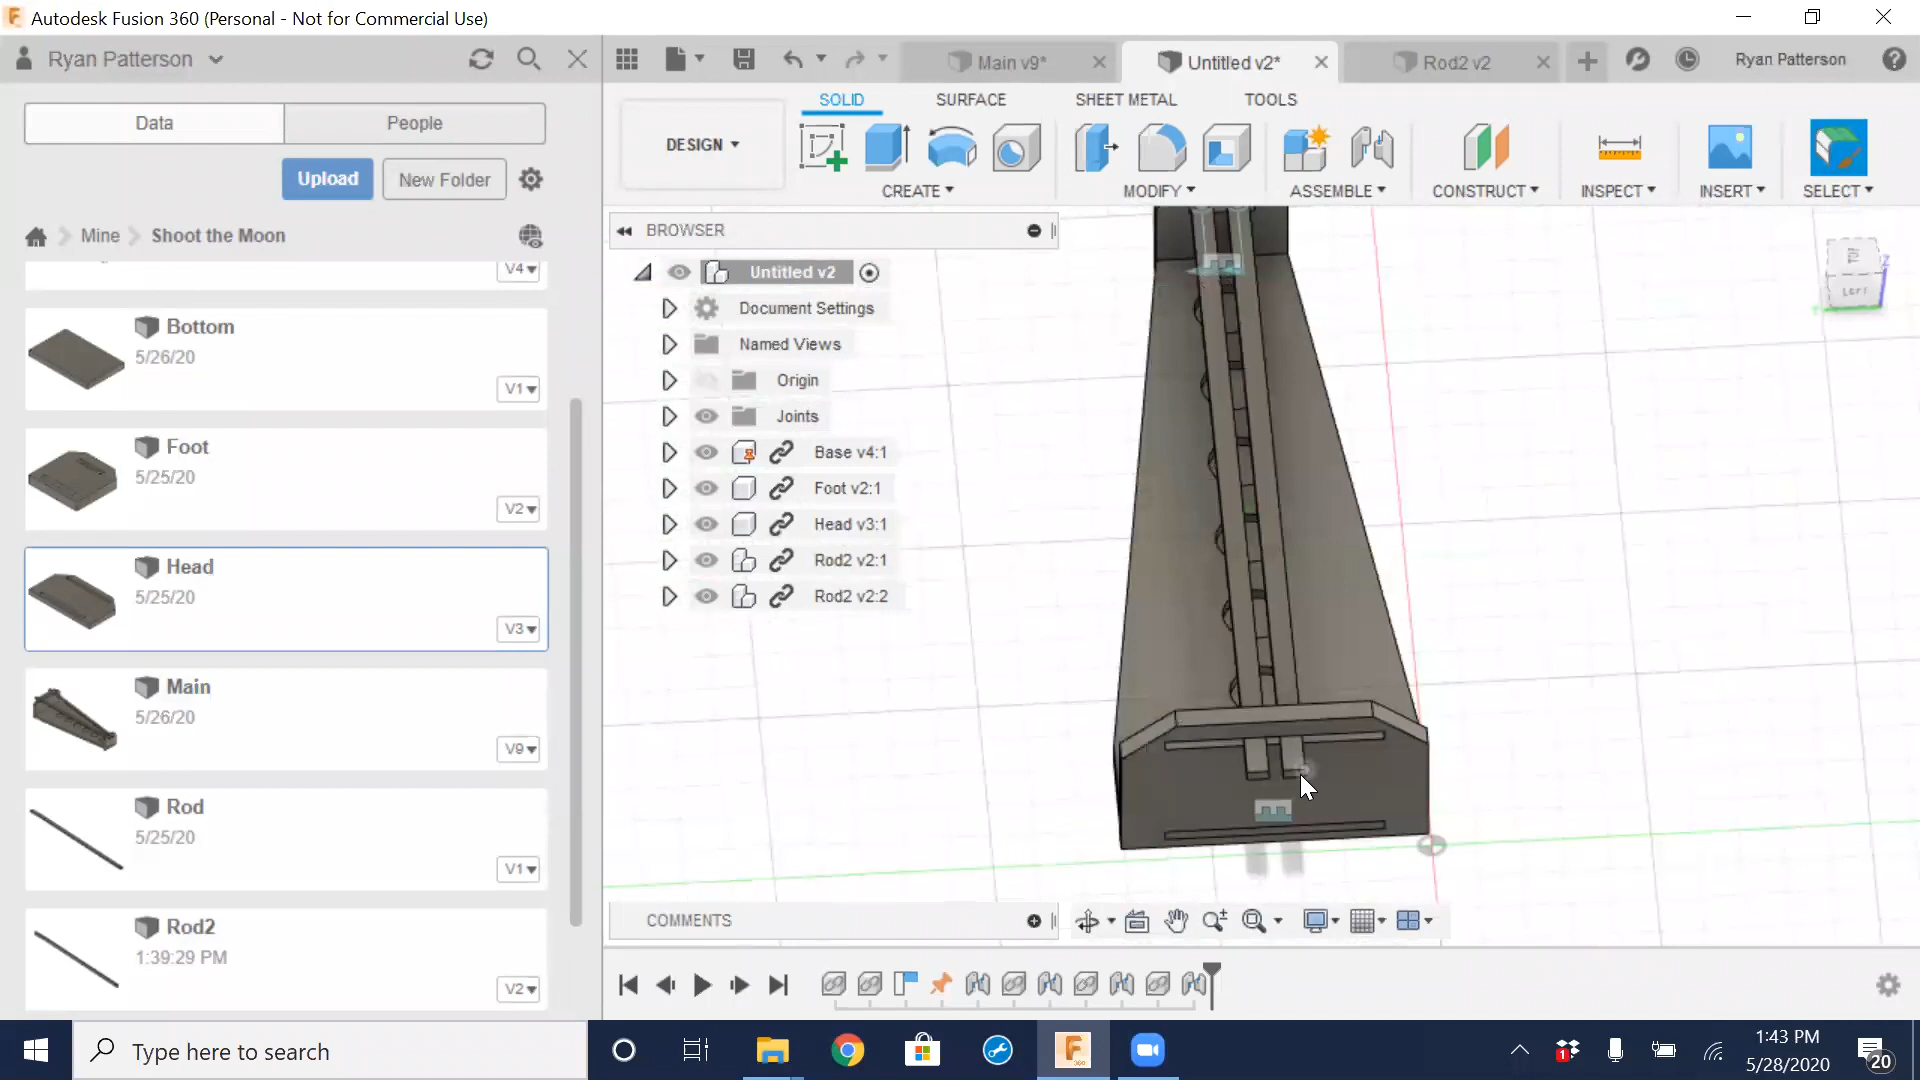 Autodesk Fusion 360 (Personal - Not for Commercial Use)
Ryan Patterson
Main v9*
Untitled v2*
Rod2 v2
Ryan Patterson
Data
People
SOLID
SURFACE
SHEET METAL
TOOLS
DESIGN
Upload
New Folder
CREATE
MODIFY
ASSEMBLE
CONSTRUCT
INSPECT
INSERT
SELECT
Mine
Shoot the Moon
BROWSER
V4
Untitled v2
Document Settings
Named Views
Origin
Joints
Base v4:1
Foot v2:1
Head v3:1
Rod2 v2:1
Rod2 v2:2
TOP
LEFT
Z
Bottom
5/26/20
V1
Foot
5/25/20
V2
Head
5/25/20
V3
Main
5/26/20
V9
Rod
5/25/20
V1
Rod2
1:39:29 PM
V2
COMMENTS
Type here to search
F
360
1
1:43 PM
5/28/2020
20